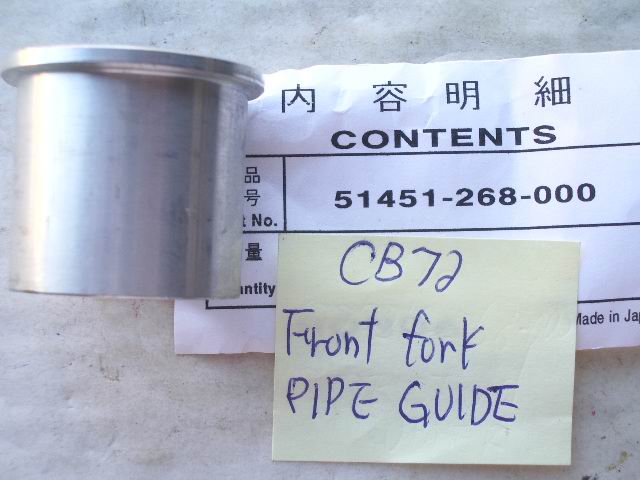 内容明細
CONTENTS
品
号
t No. 51451-268-000
量
antity
Made in Jap
CB72
Front fork
PIPE GUIDE